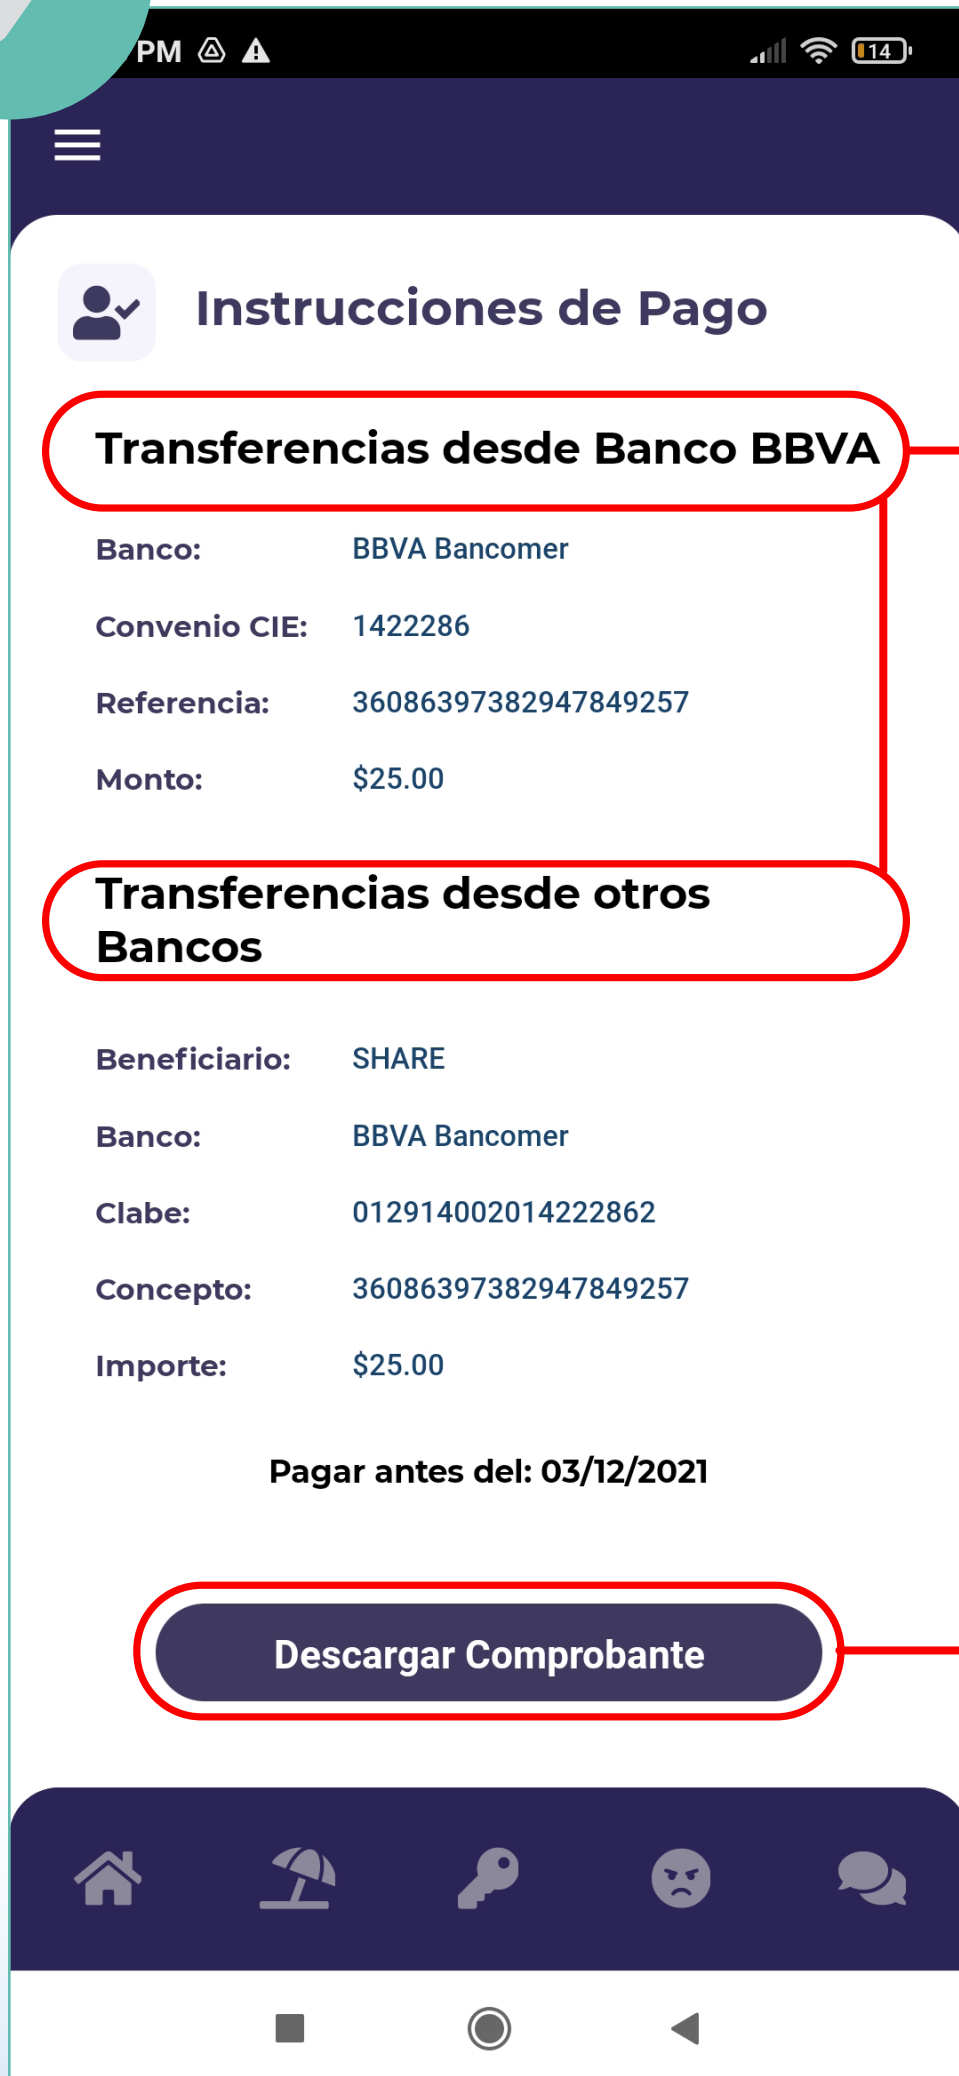 PM
14
Instrucciones de Pago
Transferencias desde Banco BBVA
Banco: BBVA Bancomer
Convenio CIE: 1422286
Referencia: 36086397382947849257
Monto: $25.00
Transferencias desde otros
Bancos
Beneficiario: SHARE
Banco: BBVA Bancomer
Clabe: 012914002014222862
Concepto: 36086397382947849257
Importe: $25.00
Pagar antes del: 03/12/2021
Descargar Comprobante